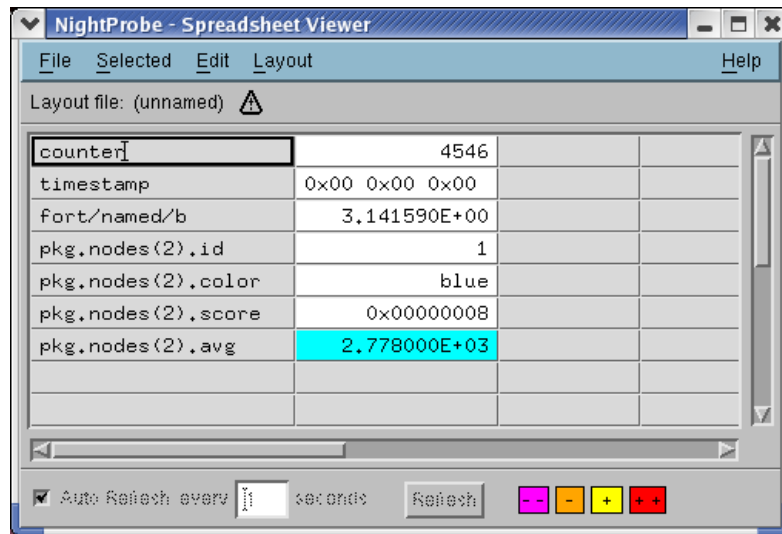 NightProbe - Spreadsheet Viewer
File Selected Edit Layout Help
Layout file: (unnamed)
counter 4546
timestamp 0x00 0x00 0x00
fort/named/b 3.141590E+00
pkg.nodes(2).id 1
pkg.nodes(2).color blue
pkg.nodes(2).score 0x00000008
pkg.nodes(2).avg 2.778000E+03
Auto Refresh every 1 seconds Refresh -- - + ++